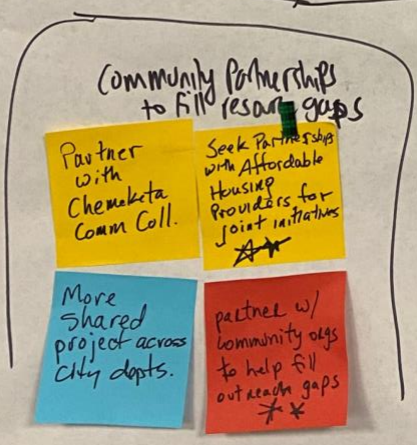 Community Partnerships
to fill resour gaps
Partner
with
Chemeketa
Comm Coll.
Seek Partnerships
with Affordable
Housing
Providers for
joint initiatives
More
Shared
project across
City depts.
partner w/
community orgs
to help fill
outreach gaps